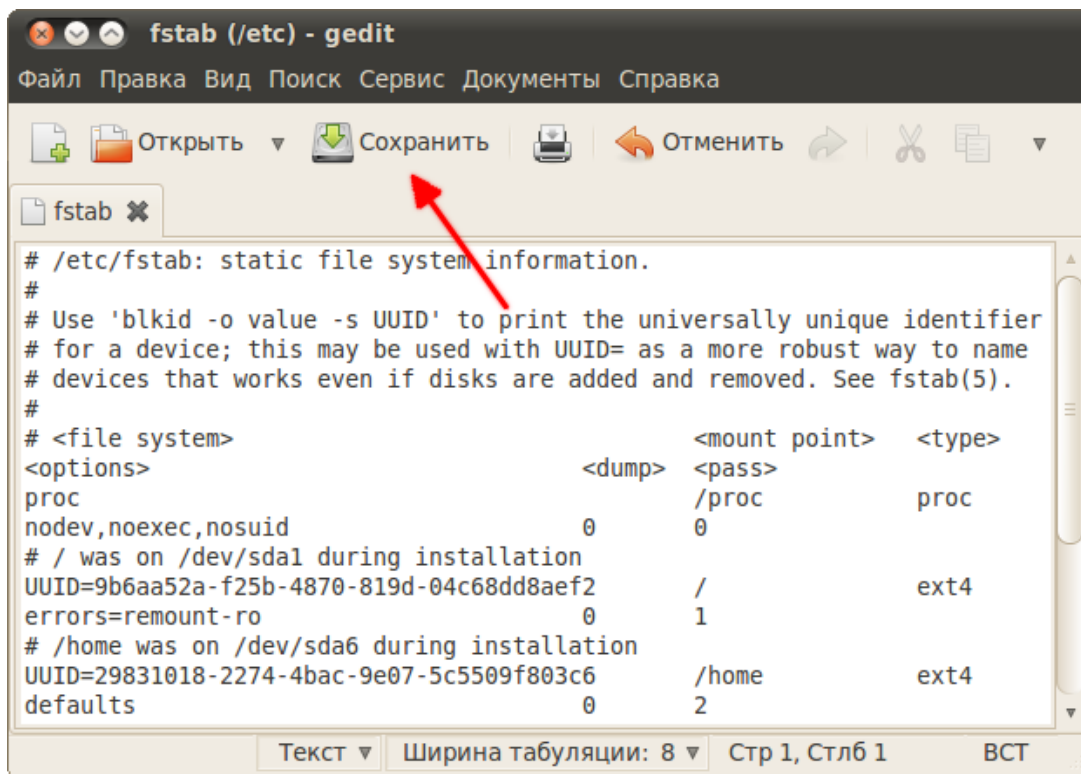 fstab (/etc) - gedit
Файл Правка Вид Поиск Сервис Документы Справка
Открыть Сохранить Отменить
fstab
# /etc/fstab: static file system information.
#
# Use 'blkid -o value -s UUID' to print the universally unique identifier
# for a device; this may be used with UUID= as a more robust way to name
# devices that works even if disks are added and removed. See fstab(5).
#
# <file system> <mount point> <type>
<options> <dump> <pass>
proc /proc proc
nodev,noexec,nosuid 0 0
# / was on /dev/sda1 during installation
UUID=9b6aa52a-f25b-4870-819d-04c68dd8aef2 / ext4
errors=remount-ro 0 1
# /home was on /dev/sda6 during installation
UUID=29831018-2274-4bac-9e07-5c5509f803c6 /home ext4
defaults 0 2
Текст Ширина табуляции: 8 Стр 1, Стлб 1 ВСТ